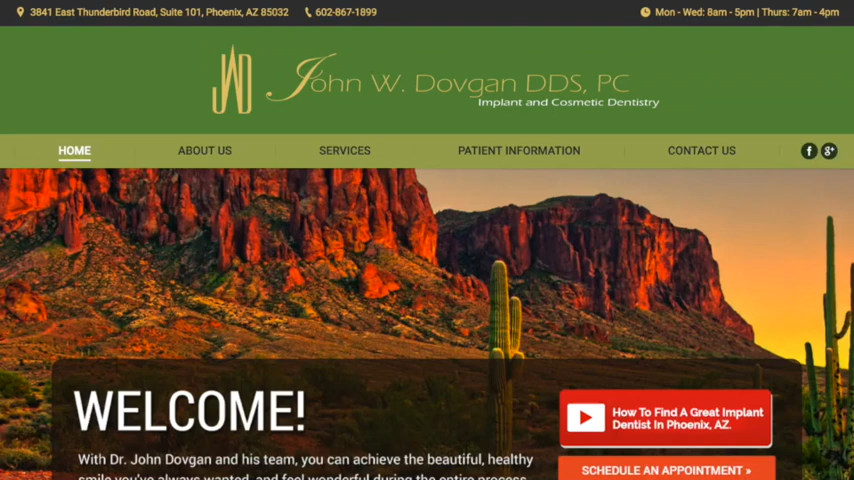 3841 East Thunderbird Road, Suite 101, Phoenix, AZ 85032 602-867-1899 Mon - Wed: 8am - 5pm | Thurs: 7am - 4pm
JWD John W. Dovgan DDS, PC
Implant and Cosmetic Dentistry
HOME ABOUT US SERVICES PATIENT INFORMATION CONTACT US f g+
WELCOME!
How To Find A Great Implant
Dentist In Phoenix, AZ.
With Dr. John Dovgan and his team, you can achieve the beautiful, healthy
smile you've always wanted, and feel wonderful during the entire process.
SCHEDULE AN APPOINTMENT »